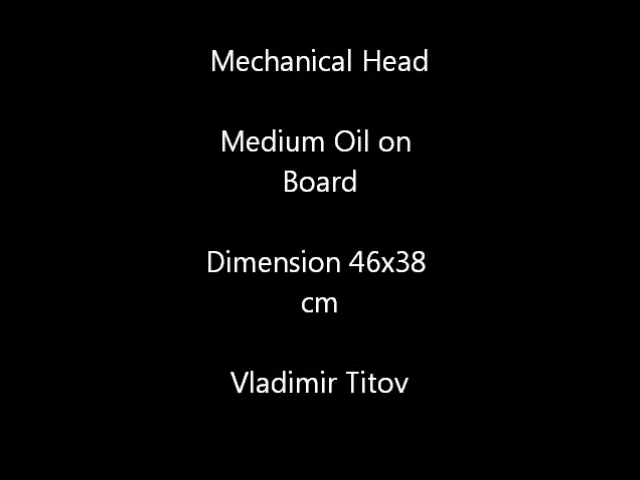 Mechanical Head
Medium Oil on
Board
Dimension 46x38
cm
Vladimir Titov